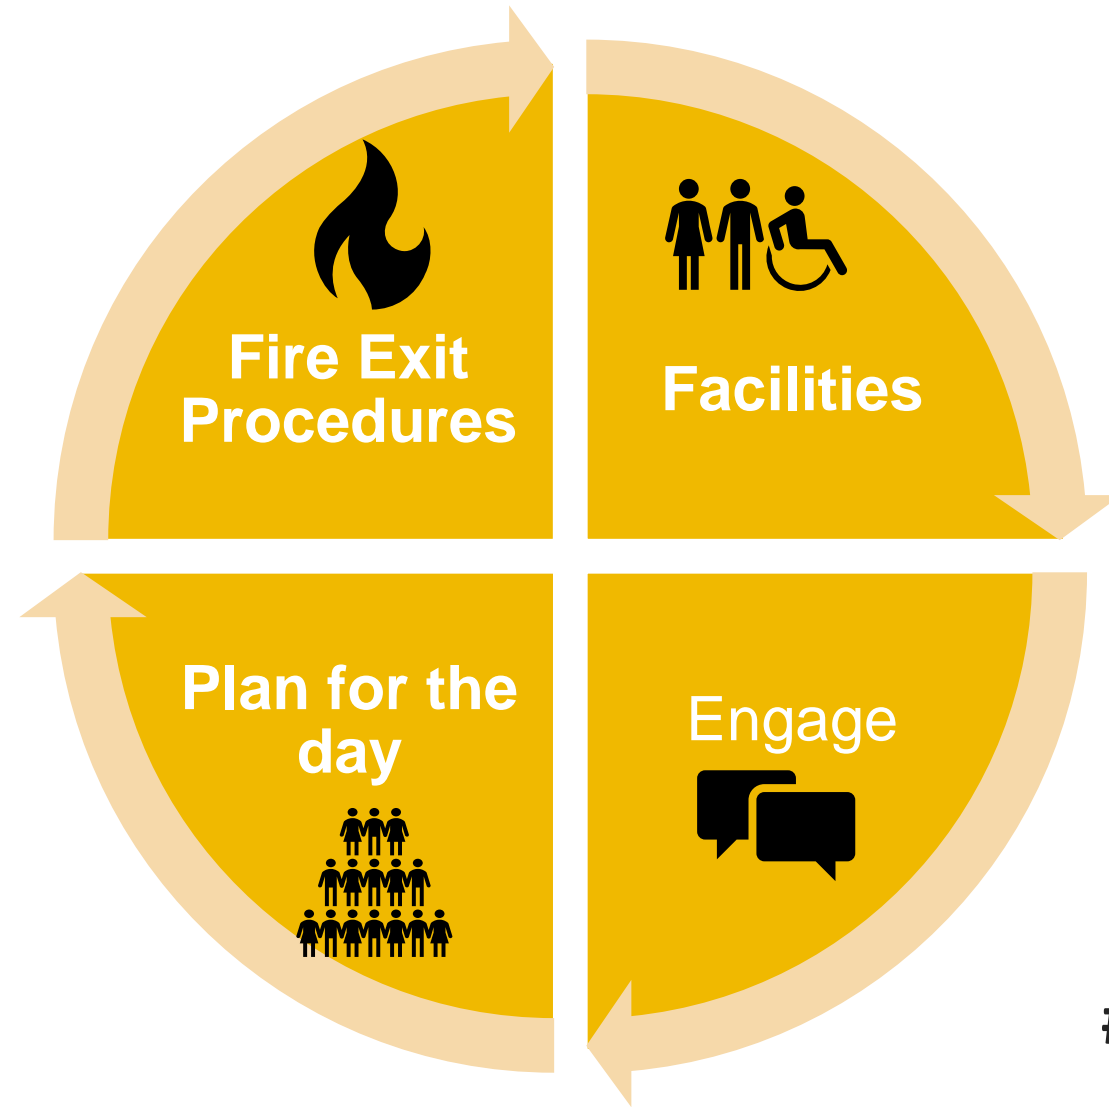 Fire Exit
Procedures
Facilities
Plan for the
day
Engage
#